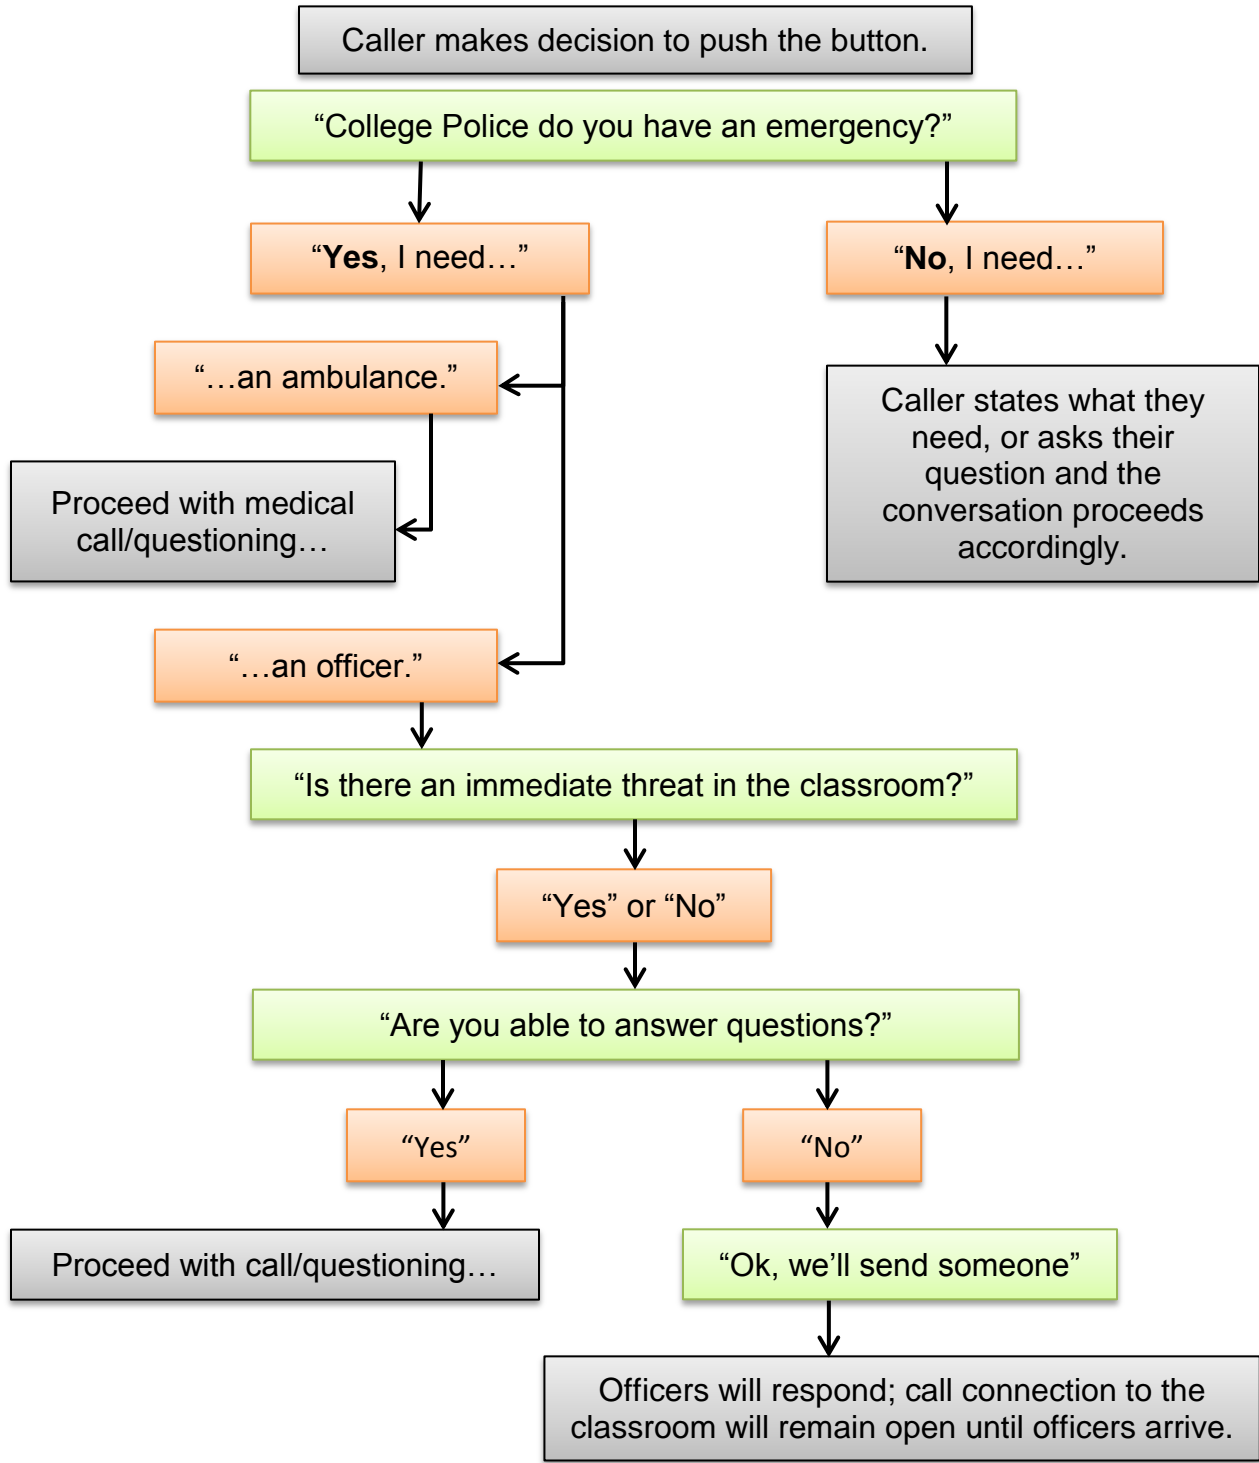 Caller makes decision to push the button.
“College Police do you have an emergency?”
“Yes, I need…”
“No, I need…”
“…an ambulance.”
Caller states what they
need, or asks their
question and the
conversation proceeds
accordingly.
Proceed with medical
call/questioning…
“…an officer.”
“Is there an immediate threat in the classroom?”
“Yes” or “No”
“Are you able to answer questions?”
“Yes”
“No”
Proceed with call/questioning…
“Ok, we’ll send someone”
Officers will respond; call connection to the
classroom will remain open until officers arrive.